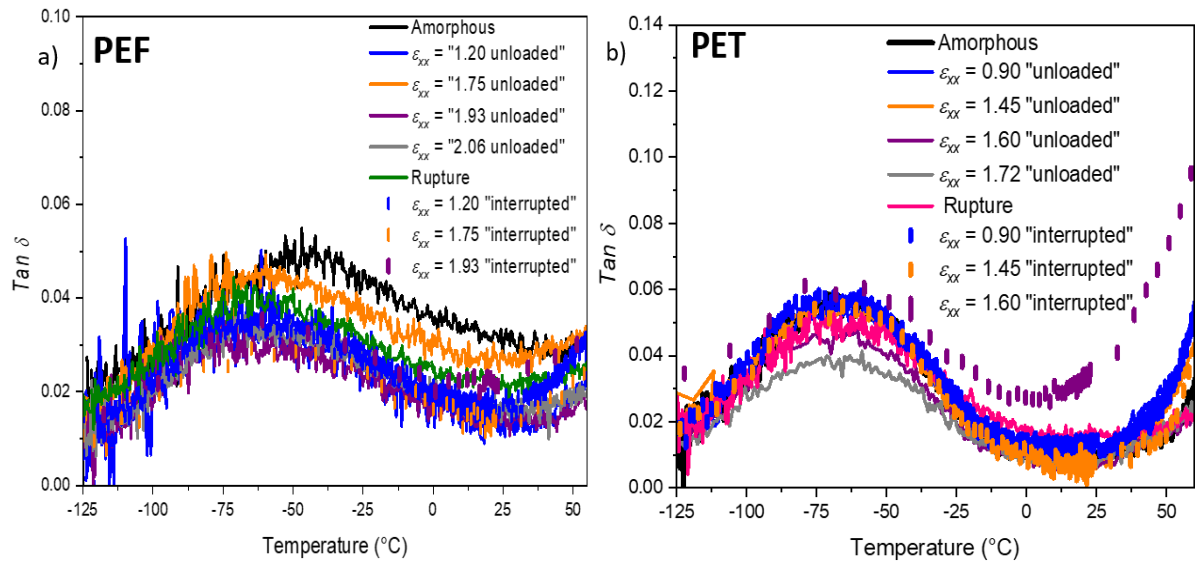 a)
PEF
Amorphous
εxx = "1.20 unloaded"
εxx = "1.75 unloaded"
εxx = "1.93 unloaded"
εxx = "2.06 unloaded"
Rupture
εxx = 1.20 "interrupted"
εxx = 1.75 "interrupted"
εxx = 1.93 "interrupted"
Tan δ
0.10
0.08
0.06
0.04
0.02
0.00
-125 -100 -75 -50 -25 0 25 50
Temperature (°C)
b)
PET
Amorphous
εxx = 0.90 "unloaded"
εxx = 1.45 "unloaded"
εxx = 1.60 "unloaded"
εxx = 1.72 "unloaded"
Rupture
εxx = 0.90 "interrupted"
εxx = 1.45 "interrupted"
εxx = 1.60 "interrupted"
Tan δ
0.14
0.12
0.10
0.08
0.06
0.04
0.02
0.00
-125 -100 -75 -50 -25 0 25 50
Temperature (°C)